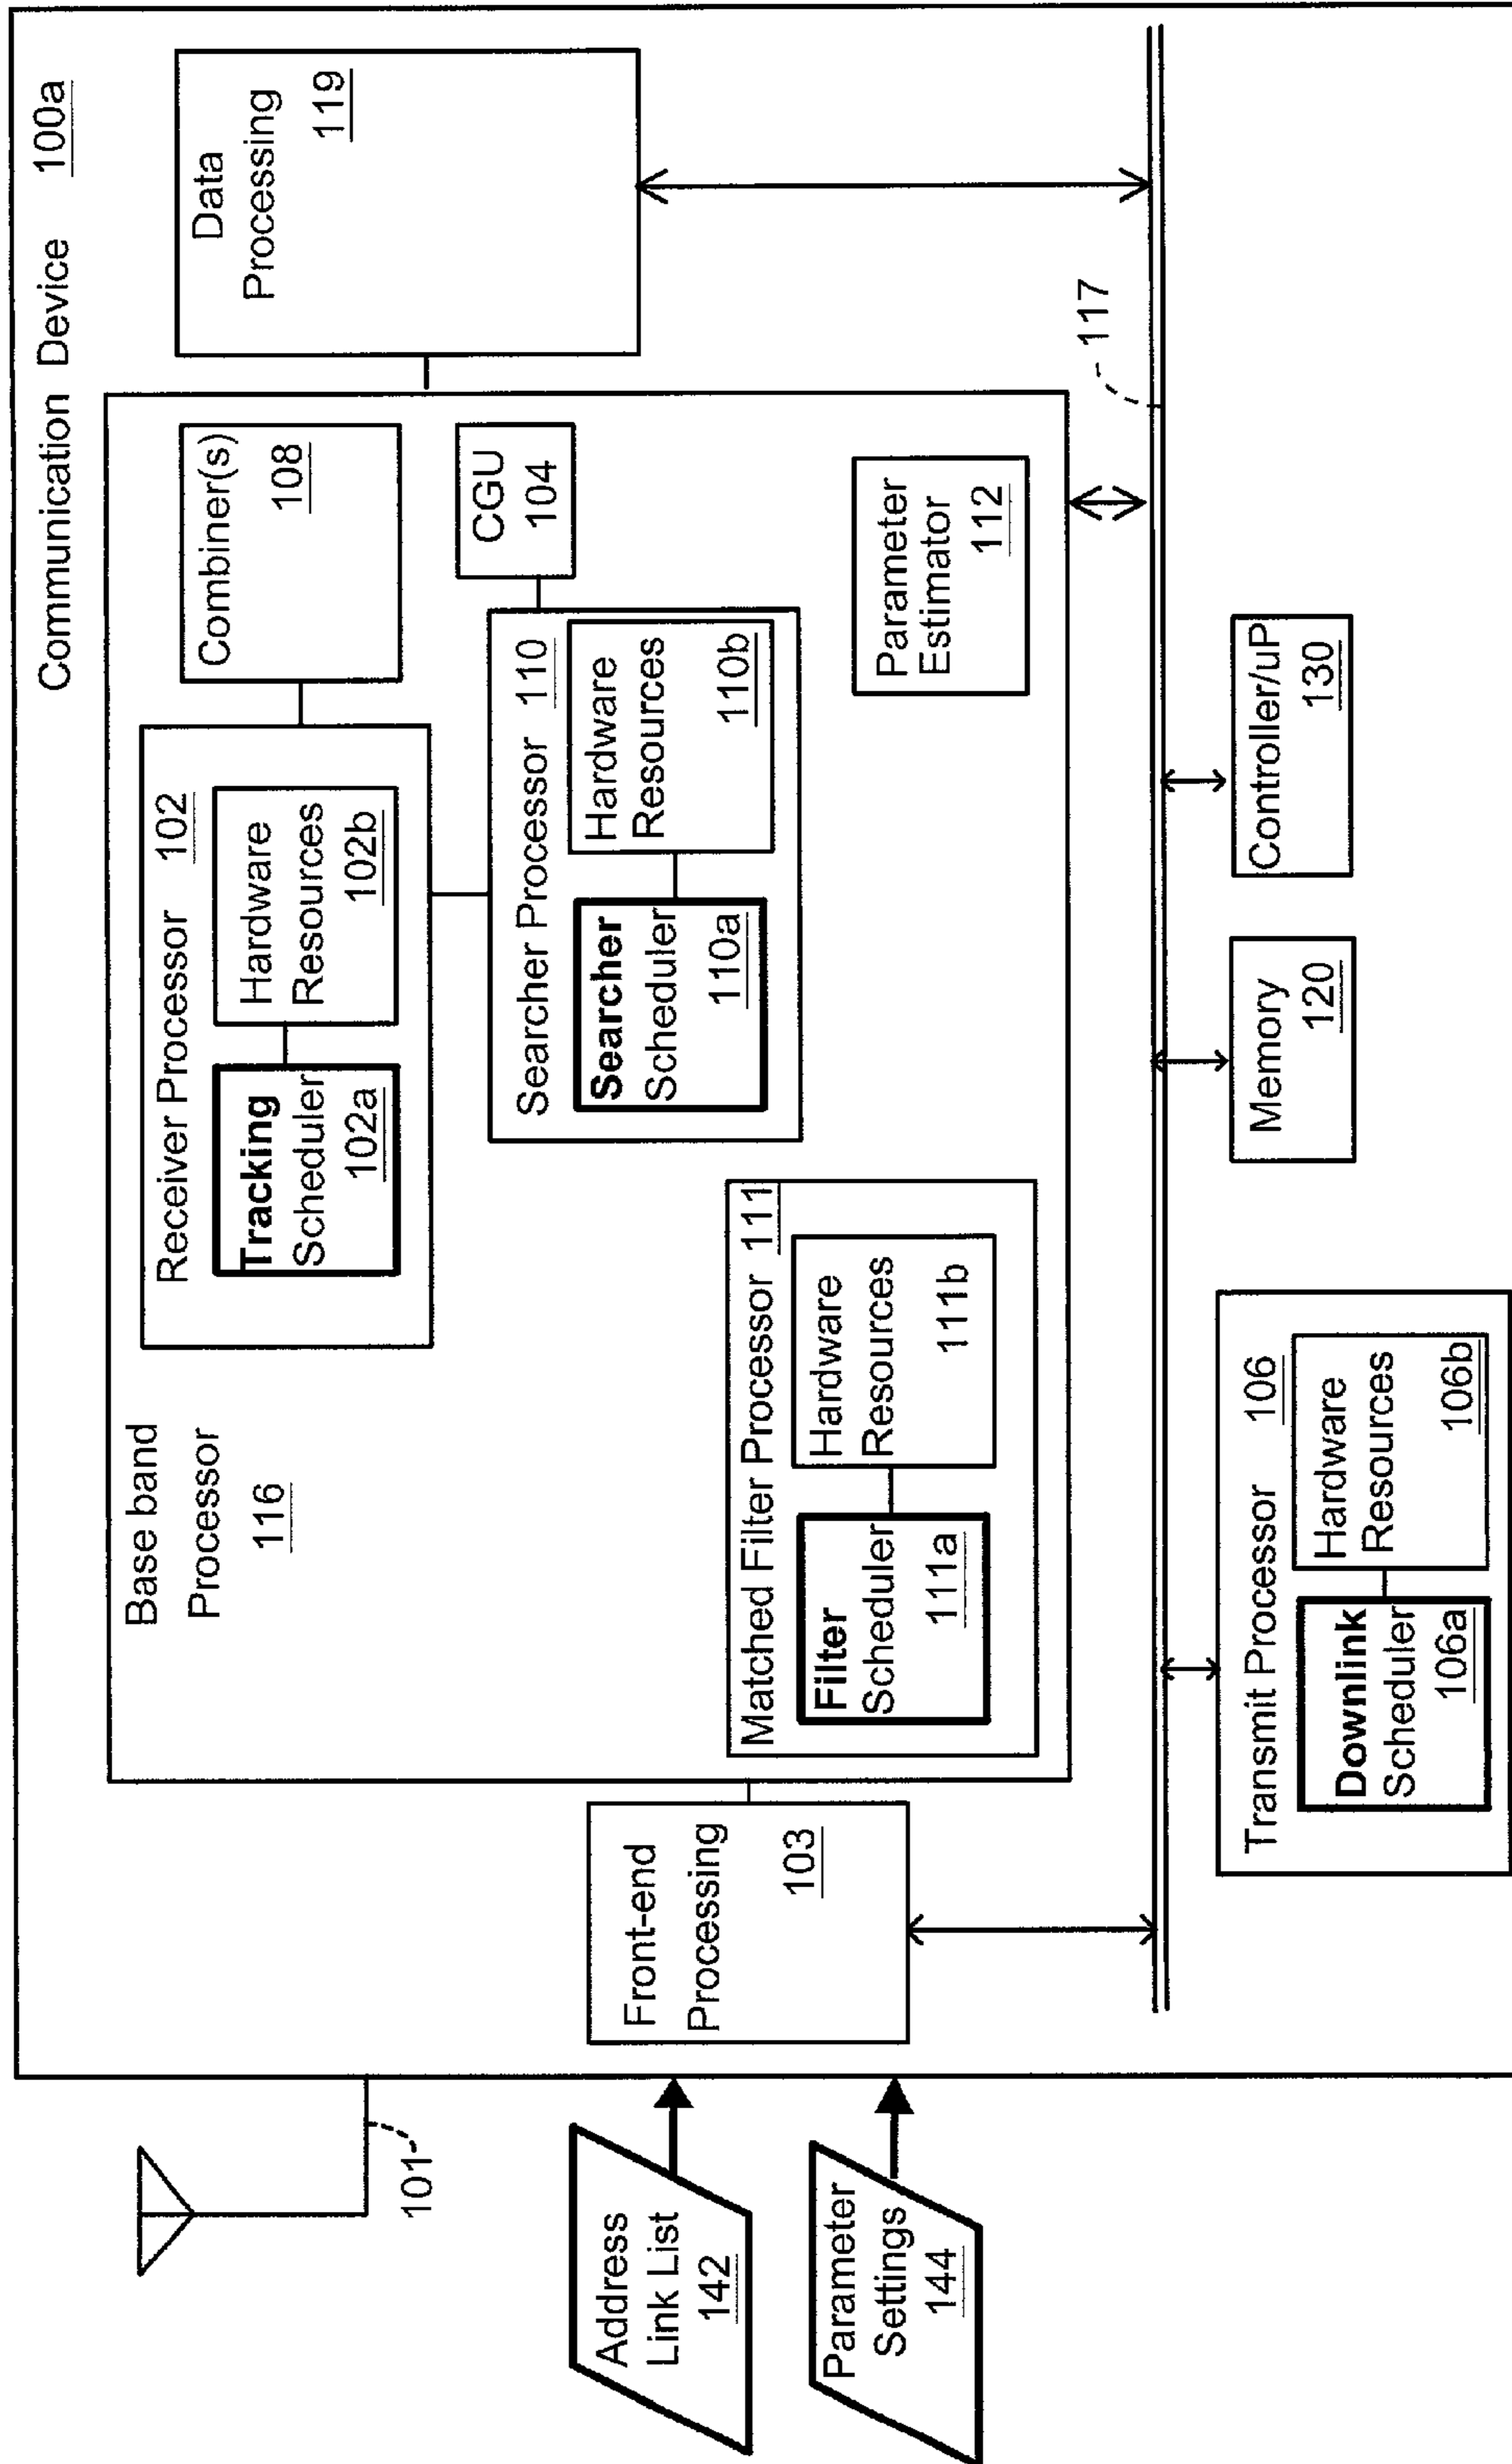 Communication Device 100a
Base band
Processor
116
Receiver Processor 102
Tracking
Scheduler
102a
Hardware
Resources
102b
Combiner(s)
108
Data
Processing
119
Searcher Processor 110
Searcher
Scheduler
110a
Hardware
Resources
110b
CGU
104
Matched Filter Processor 111
Filter
Scheduler
111a
Hardware
Resources
111b
Parameter
Estimator
112
Front-end
Processing
103
101
Address
Link List
142
Parameter
Settings
144
117
Transmit Processor 106
Downlink
Scheduler
106a
Hardware
Resources
106b
Memory
120
Controller/uP
130